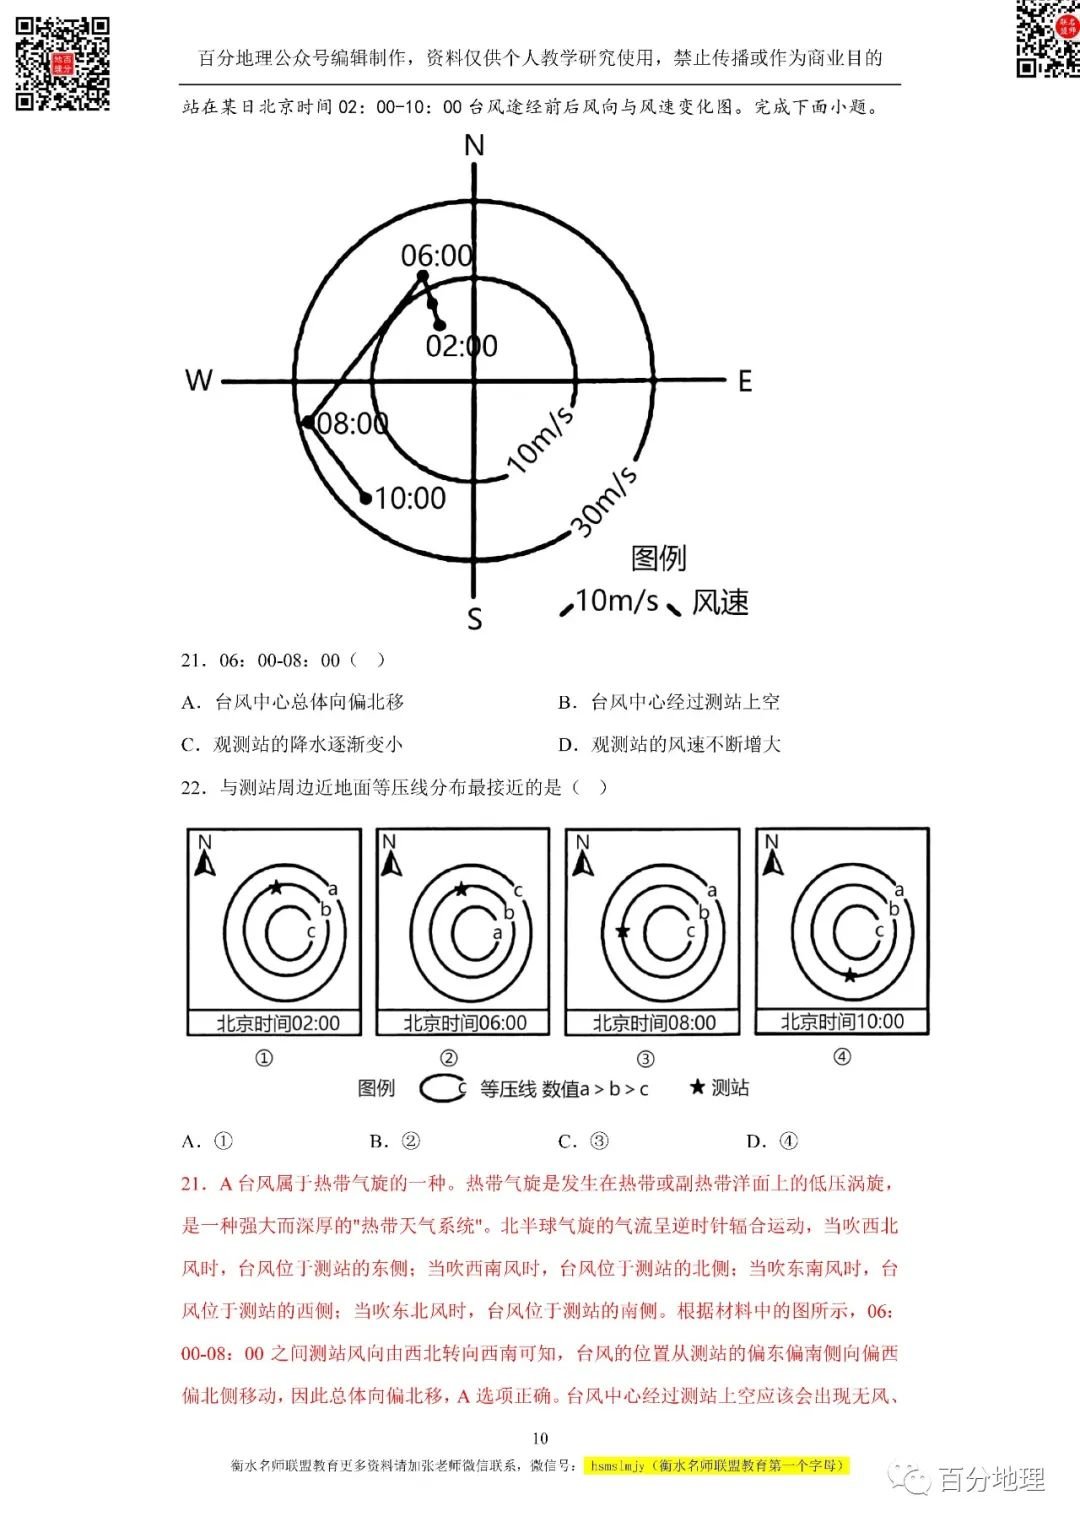 百分地理公众号编辑制作，资料仅供个人教学研究使用，禁止传播或作为商业目的
站在某日北京时间02：00-10：00台风途经前后风向与风速变化图。完成下面小题。
N
06:00
02:00
W
E
08:00
10:00
10m/s
30m/s
S
图例
10m/s 风速
21．06：00-08：00（　）
A．台风中心总体向偏北移
B．台风中心经过测站上空
C．观测站的降水逐渐变小
D．观测站的风速不断增大
22．与测站周边近地面等压线分布最接近的是（　）
N
a
b
c
北京时间02:00
①
N
c
b
a
北京时间06:00
②
N
a
b
c
北京时间08:00
③
N
a
b
c
北京时间10:00
④
图例 c 等压线 数值a＞b＞c ★ 测站
A．① B．② C．③ D．④
21．A 台风属于热带气旋的一种。热带气旋是发生在热带或副热带洋面上的低压涡旋，
是一种强大而深厚的"热带天气系统"。北半球气旋的气流呈逆时针辐合运动，当吹西北
风时，台风位于测站的东侧；当吹西南风时，台风位于测站的北侧；当吹东南风时，台
风位于测站的西侧；当吹东北风时，台风位于测站的南侧。根据材料中的图所示，06：
00-08：00 之间测站风向由西北转向西南可知，台风的位置从测站的偏东偏南侧向偏西
偏北侧移动，因此总体向偏北移，A 选项正确。台风中心经过测站上空应该会出现无风、
10
衡水名师联盟教育更多资料请加张老师微信联系，微信号： hsmslmjy（衡水名师联盟教育第一个字母）
百分地理